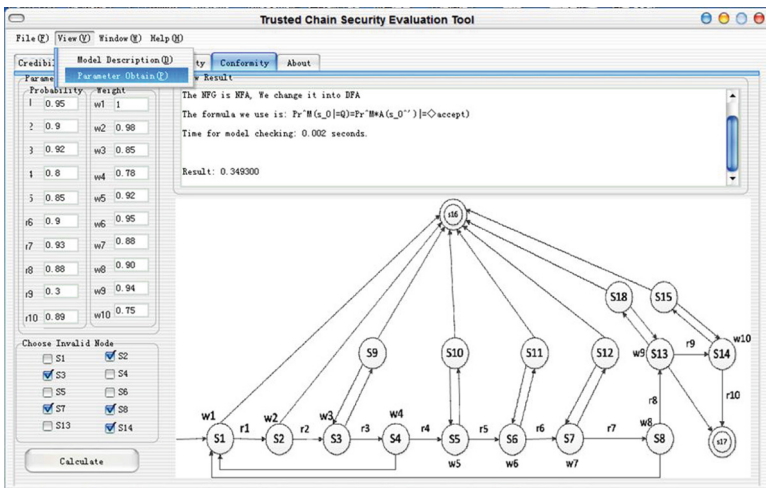 Trusted Chain Security Evaluation Tool
File(F) View(V) Window(W) Help(H)
Model Description(D)
Parameter Obtain(P)
Credibi
ty
Conformity
About
Parame
w Result
Probability Weight
1 0.95 w1 1
2 0.9 w2 0.98
3 0.92 w3 0.85
4 0.8 w4 0.78
5 0.85 w5 0.92
r6 0.9 w6 0.95
r7 0.93 w7 0.88
r8 0.88 w8 0.90
r9 0.3 w9 0.94
r10 0.89 w10 0.75
The NFG is NFA, We change it into DFA
The formula we use is: Pr^M(s_0|=Q)=Pr^M*A(s_0^')|=◇accept)
Time for model checking: 0.002 seconds.
Result: 0.349300
Choose Invalid Node
S1 S2
S3 S4
S5 S6
S7 S8
S13 S14
Calculate
s16
S18 S15
S9 S10 S11 S12 w9 S13 r9 S14 w10
r8 r10
w1 w2 w3 w4 w8
S1 r1 S2 r2 S3 r3 S4 r4 S5 r5 S6 r6 S7 r7 S8 s17
w5 w6 w7